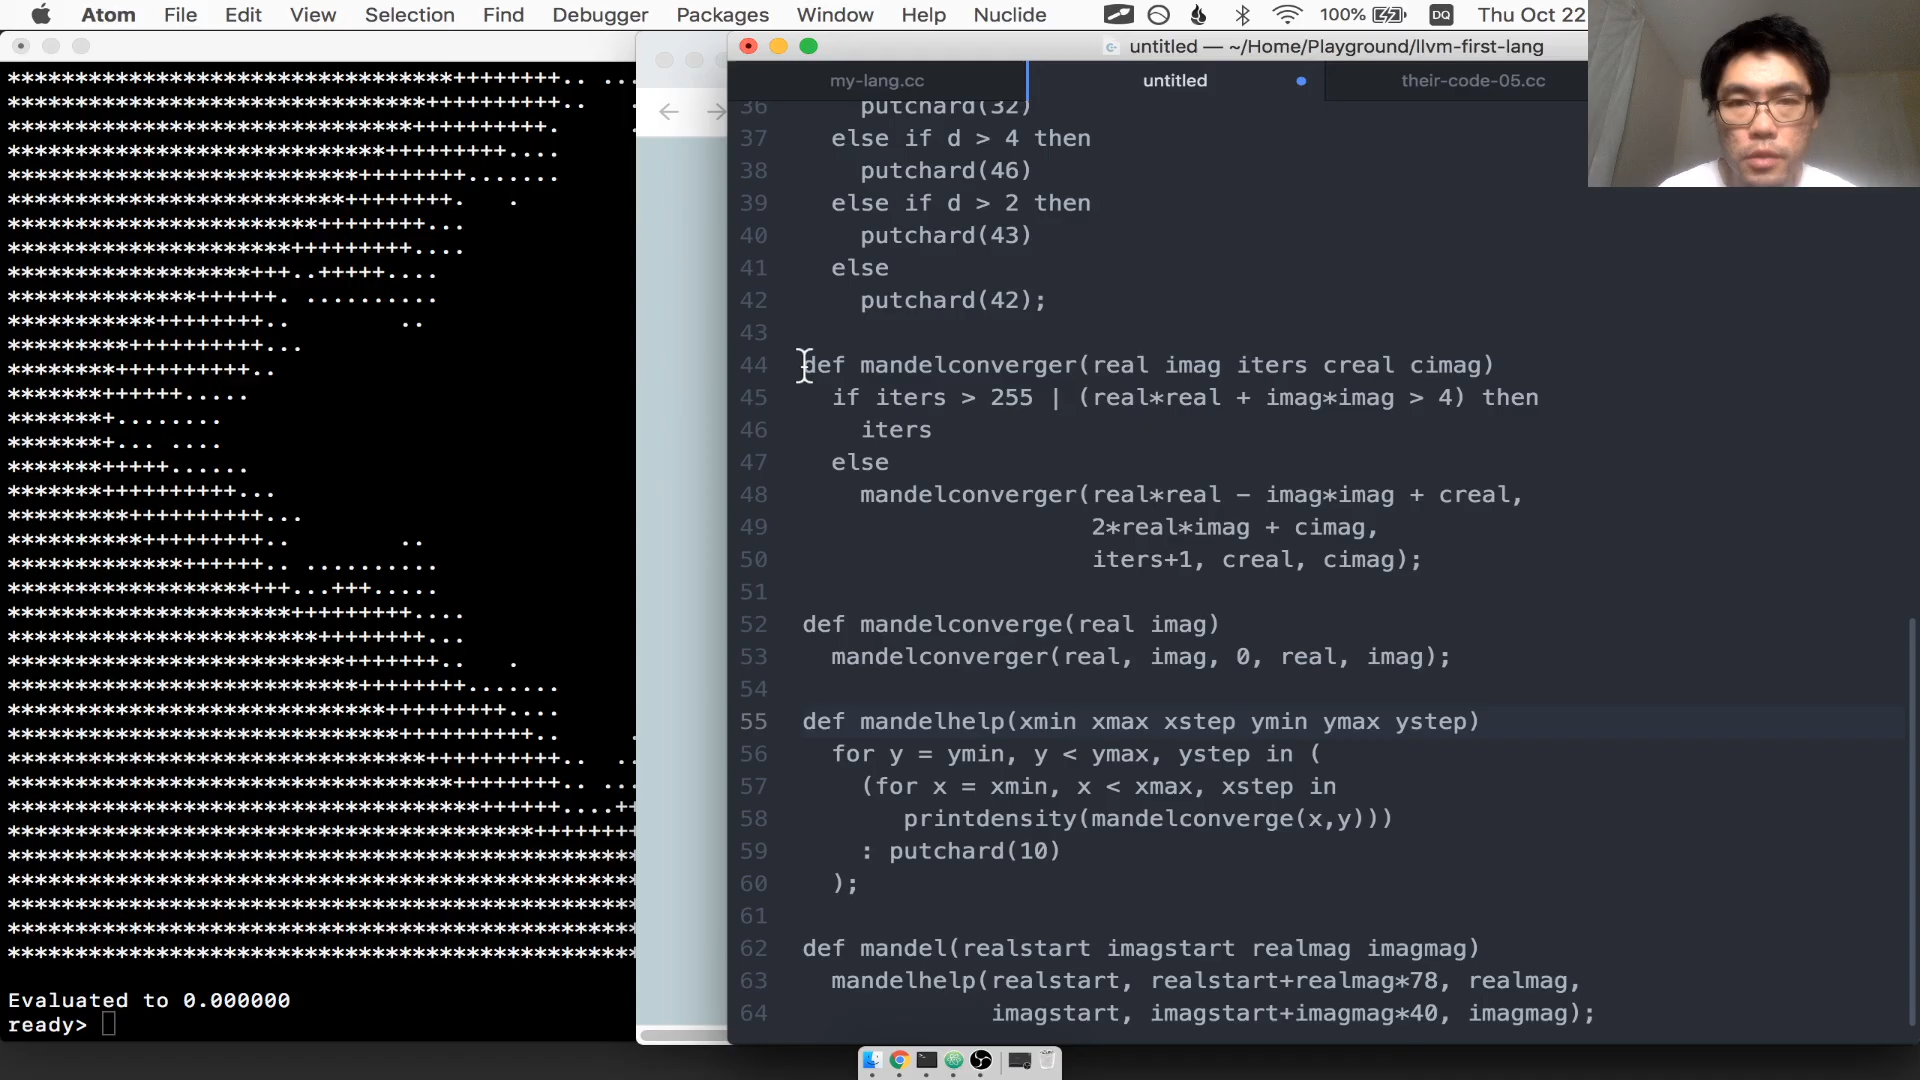 Atom File Edit View Selection Find Debugger Packages Window Help Nuclide 100% DQ Thu Oct 22
untitled — ~/Home/Playground/llvm-first-lang
my-lang.cc untitled their-code-05.cc
36 putchard(32)
37 else if d > 4 then
38 putchard(46)
39 else if d > 2 then
40 putchard(43)
41 else
42 putchard(42);
43
44 def mandelconverger(real imag iters creal cimag)
45 if iters > 255 | (real*real + imag*imag > 4) then
46 iters
47 else
48 mandelconverger(real*real - imag*imag + creal,
49 2*real*imag + cimag,
50 iters+1, creal, cimag);
51
52 def mandelconverge(real imag)
53 mandelconverger(real, imag, 0, real, imag);
54
55 def mandelhelp(xmin xmax xstep ymin ymax ystep)
56 for y = ymin, y < ymax, ystep in (
57 (for x = xmin, x < xmax, xstep in
58 printdensity(mandelconverge(x,y)))
59 : putchard(10)
60 );
61
62 def mandel(realstart imagstart realmag imagmag)
63 mandelhelp(realstart, realstart+realmag*78, realmag,
64 imagstart, imagstart+imagmag*40, imagmag);
Evaluated to 0.000000
ready>